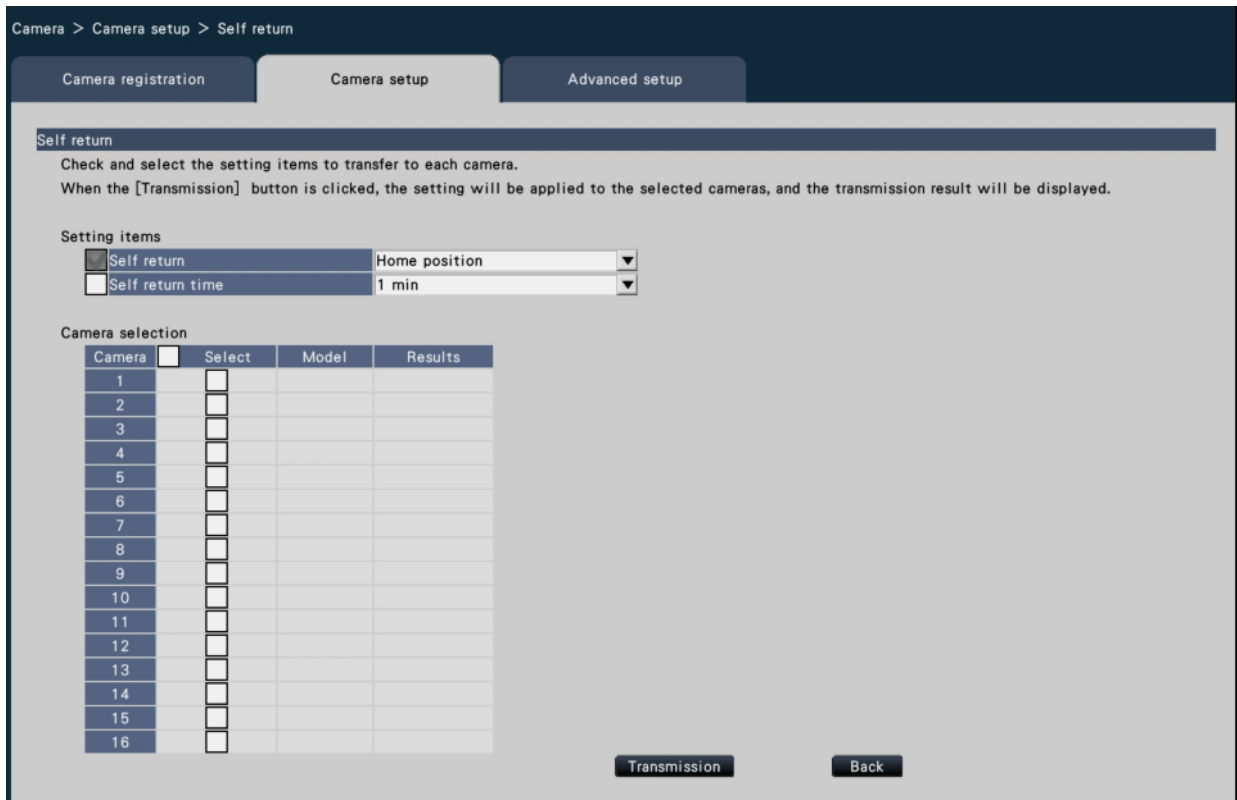 Camera > Camera setup > Self return
Camera registration Camera setup Advanced setup
Self return
Check and select the setting items to transfer to each camera.
When the [Transmission] button is clicked, the setting will be applied to the selected cameras, and the transmission result will be displayed.
Setting items
Self return Home position
Self return time 1 min
Camera selection
Camera Select Model Results
1
2
3
4
5
6
7
8
9
10
11
12
13
14
15
16
Transmission Back